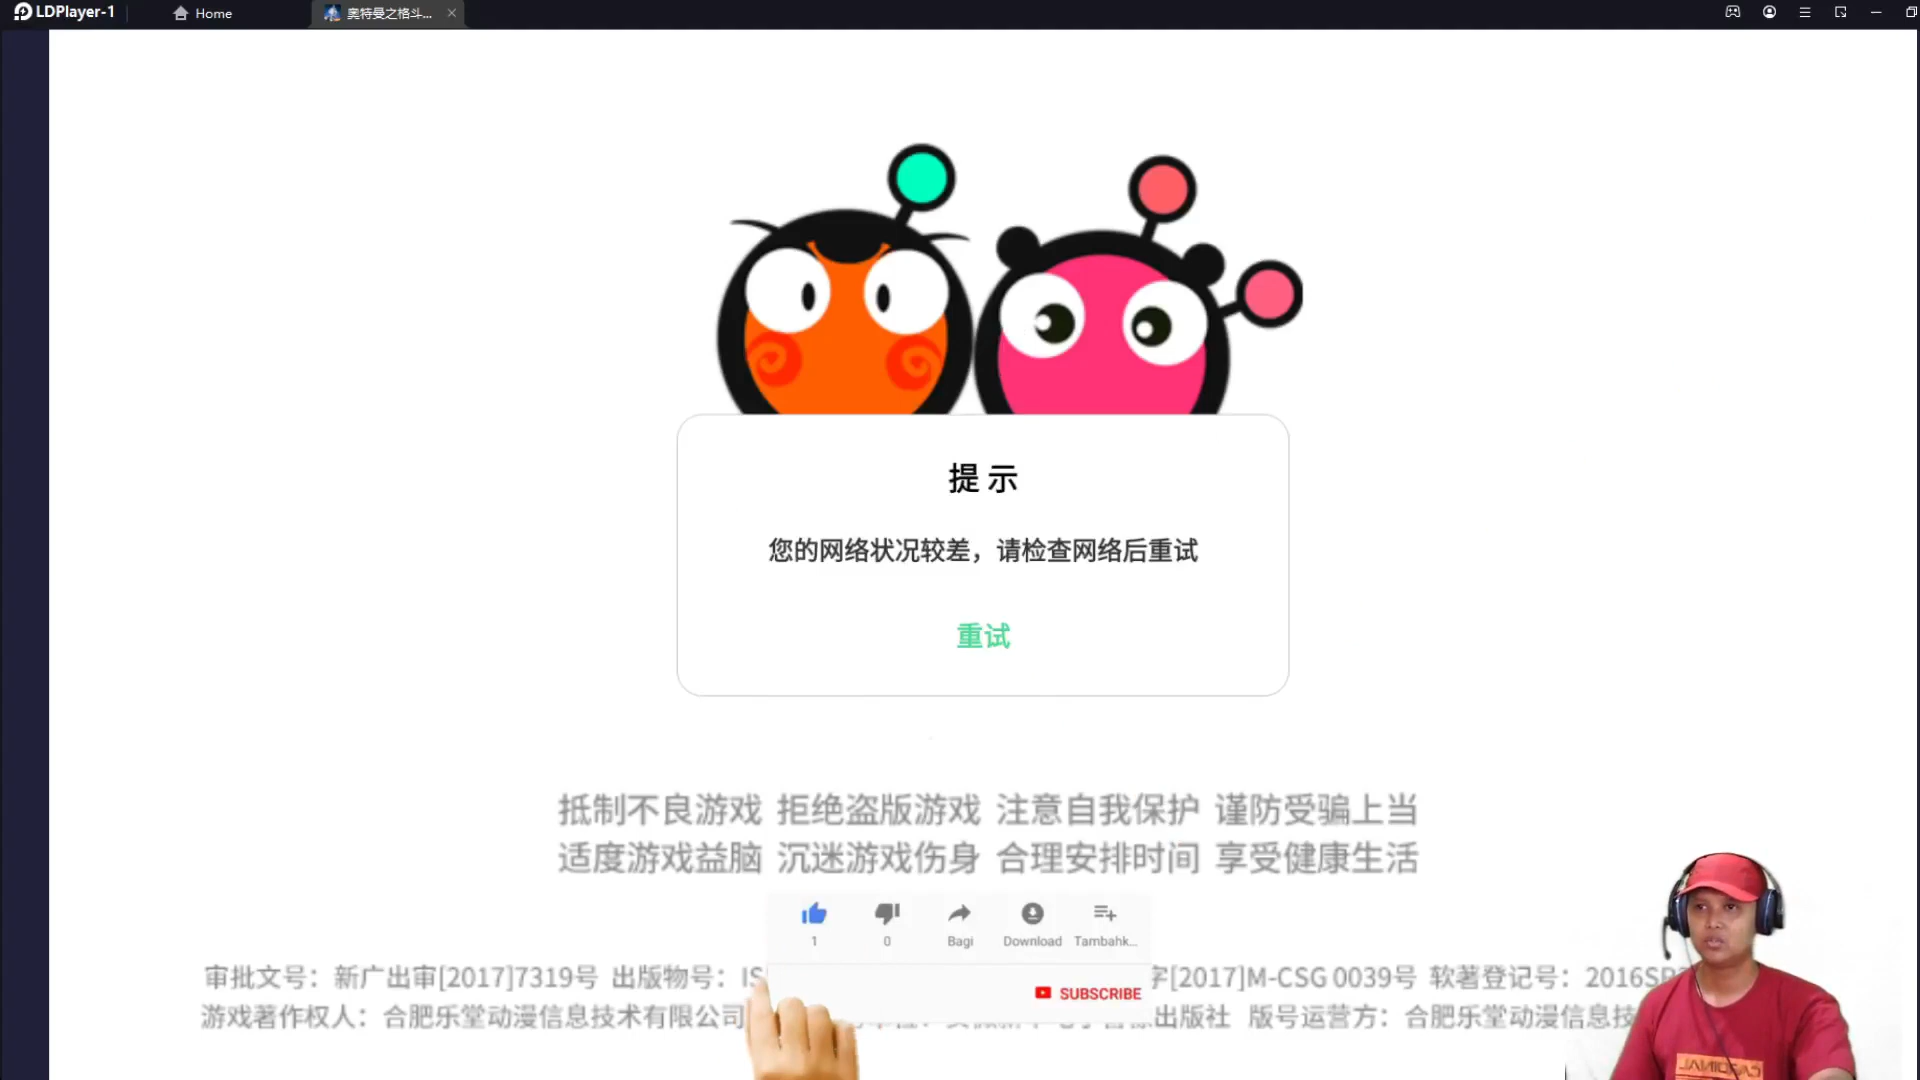 LDPlayer-1
Home
奥特曼之格斗...
提示
您的网络状况较差，请检查网络后重试
重试
抵制不良游戏 拒绝盗版游戏 注意自我保护 谨防受骗上当
适度游戏益脑 沉迷游戏伤身 合理安排时间 享受健康生活
1
0
Bagi
Download
Tambahk...
审批文号：新广出审[2017]7319号 出版物号：IS 字[2017]M-CSG 0039号 软著登记号：2016SR
SUBSCRIBE
游戏著作权人：合肥乐堂动漫信息技术有限公司 出版社 版号运营方：合肥乐堂动漫信息技